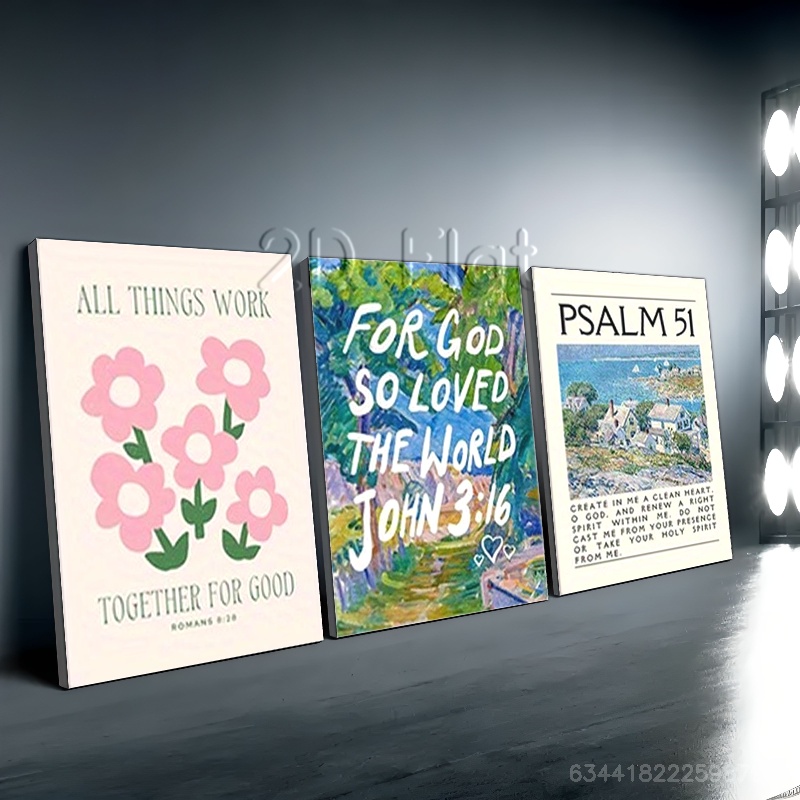 2D Flat
ALL THINGS WORK
TOGETHER FOR GOOD
ROMANS 8:28
FOR GOD
SO LOVED
THE WORLD
JOHN 3:16
PSALM 51
CREATE IN ME A CLEAN HEART,
O GOD, AND RENEW A RIGHT
SPIRIT WITHIN ME. DO NOT
CAST ME FROM YOUR PRESENCE
OR TAKE YOUR HOLY SPIRIT
FROM ME.